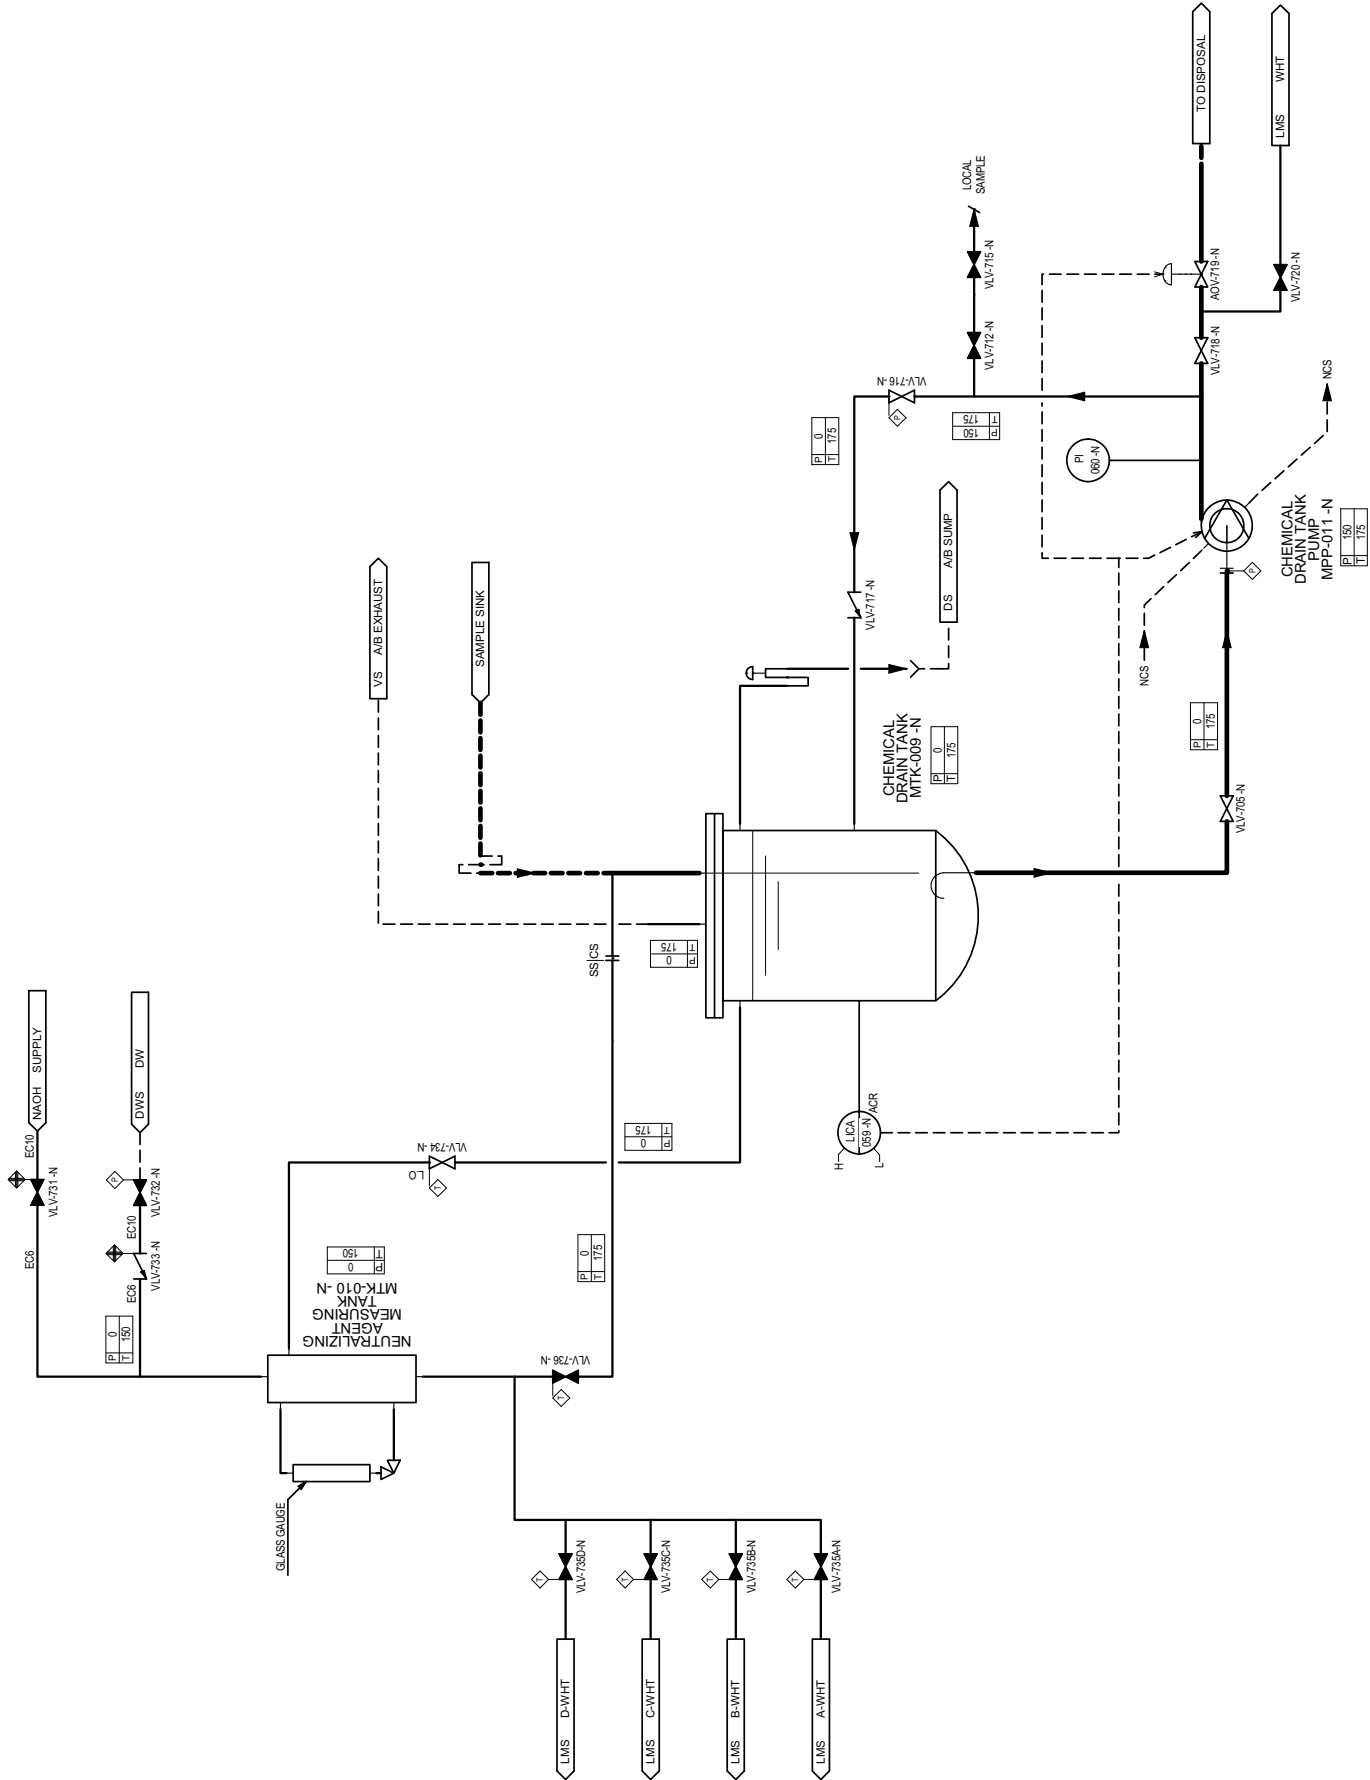 TO DISPOSAL
LMS WHT
LOCAL
SAMPLE
VLV-715 -N
VLV-712 -N
AOV-719 -N
VLV-720 -N
VLV-718 -N
VLV-716 -N
P
P 150
T 175
P 0
T 175
PI
060 -N
NCS
NCS
CHEMICAL
DRAIN TANK
PUMP
MPP-011 -N
P 150
T 175
P
VS A/B EXHAUST
SAMPLE SINK
DS A/B SUMP
VLV-717 -N
CHEMICAL
DRAIN TANK
MTK-009 -N
P 0
T 175
P 0
T 175
VLV-705 -N
SS CS
P 0
T 175
NAOH SUPPLY
DWS DW
EC10
VLV-731 -N
EC6
P
VLV-732 -N
EC10
VLV-733 -N
EC6
P 0
T 150
VLV-734 -N
L.O
T
P 0
T 175
P 0
T 175
LICA
059 -N
ACR
H
L
NEUTRALIZING
AGENT
MEASURING
TANK
MTK-010 -N
P 0
T 150
VLV-736 -N
T
GLASS GAUGE
T
VLV-735D-N
T
VLV-735C-N
T
VLV-735B-N
T
VLV-735A-N
LMS D-WHT
LMS C-WHT
LMS B-WHT
LMS A-WHT